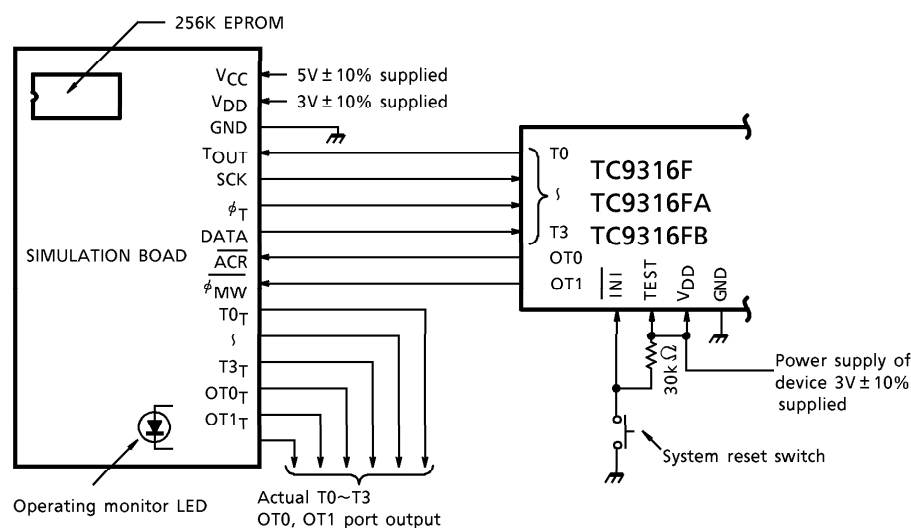 256K EPROM
VCC
5V±10% supplied
VDD
3V±10% supplied
GND
TOUT
SCK
ϕT
DATA
ACR
ϕMW
T0T
~
T3T
OT0T
OT1T
SIMULATION BOAD
T0
~
T3
OT0
OT1
TC9316F
TC9316FA
TC9316FB
INI
TEST
VDD
GND
30kΩ
Power supply of
device 3V±10%
supplied
System reset switch
Operating monitor LED
Actual T0~T3
OT0, OT1 port output